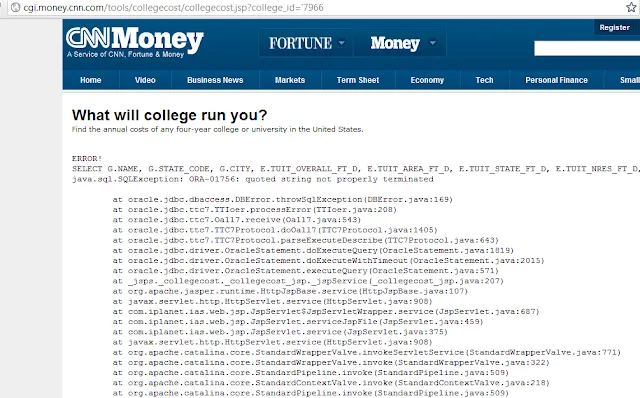 cgi.money.cnn.com/tools/collegecost/collegecost.jsp?college_id='7966
Register
CNNMoney
A Service of CNN, Fortune & Money
FORTUNE
Money
Home Video Business News Markets Term Sheet Economy Tech Personal Finance Small
What will college run you?
Find the annual costs of any four-year college or university in the United States.
ERROR!
SELECT G.NAME, G.STATE_CODE, G.CITY, E.TUIT_OVERALL_FT_D, E.TUIT_AREA_FT_D, E.TUIT_STATE_FT_D, E.TUIT_NRES_FT_D,
java.sql.SQLException: ORA-01756: quoted string not properly terminated
at oracle.jdbc.dbaccess.DBError.throwSqlException(DBError.java:169)
at oracle.jdbc.ttc7.TTIoer.processError(TTIoer.java:208)
at oracle.jdbc.ttc7.Oall7.receive(Oall7.java:543)
at oracle.jdbc.ttc7.TTC7Protocol.doOall7(TTC7Protocol.java:1405)
at oracle.jdbc.ttc7.TTC7Protocol.parseExecuteDescribe(TTC7Protocol.java:643)
at oracle.jdbc.driver.OracleStatement.doExecuteQuery(OracleStatement.java:1819)
at oracle.jdbc.driver.OracleStatement.doExecuteWithTimeout(OracleStatement.java:2015)
at oracle.jdbc.driver.OracleStatement.executeQuery(OracleStatement.java:571)
at _jsps._collegecost._collegecost_jsp._jspService(_collegecost_jsp.java:207)
at org.apache.jasper.runtime.HttpJspBase.service(HttpJspBase.java:107)
at javax.servlet.http.HttpServlet.service(HttpServlet.java:908)
at com.iplanet.ias.web.jsp.JspServlet$JspServletWrapper.service(JspServlet.java:687)
at com.iplanet.ias.web.jsp.JspServlet.serviceJspFile(JspServlet.java:459)
at com.iplanet.ias.web.jsp.JspServlet.service(JspServlet.java:375)
at javax.servlet.http.HttpServlet.service(HttpServlet.java:908)
at org.apache.catalina.core.StandardWrapperValve.invokeServletService(StandardWrapperValve.java:771)
at org.apache.catalina.core.StandardWrapperValve.invoke(StandardWrapperValve.java:322)
at org.apache.catalina.core.StandardPipeline.invoke(StandardPipeline.java:509)
at org.apache.catalina.core.StandardContextValve.invoke(StandardContextValve.java:218)
at org.apache.catalina.core.StandardPipeline.invoke(StandardPipeline.java:509)